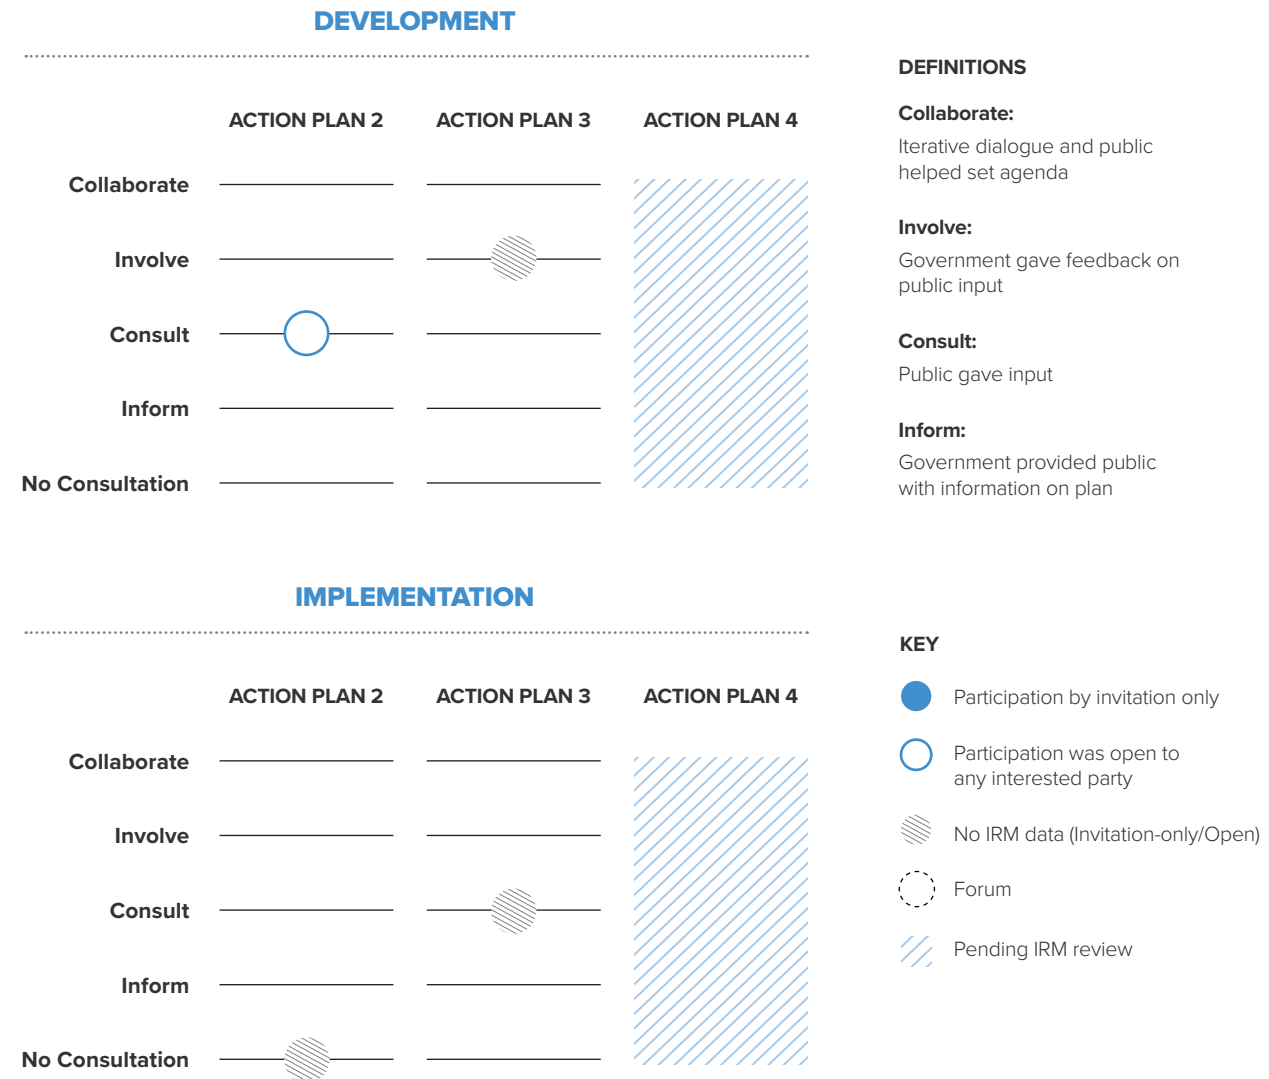 DEVELOPMENT
ACTION PLAN 2 ACTION PLAN 3 ACTION PLAN 4
Collaborate
Involve
Consult
Inform
No Consultation
DEFINITIONS
Collaborate:
Iterative dialogue and public
helped set agenda
Involve:
Government gave feedback on
public input
Consult:
Public gave input
Inform:
Government provided public
with information on plan
IMPLEMENTATION
ACTION PLAN 2 ACTION PLAN 3 ACTION PLAN 4
Collaborate
Involve
Consult
Inform
No Consultation
KEY
Participation by invitation only
Participation was open to
any interested party
No IRM data (Invitation-only/Open)
Forum
Pending IRM review